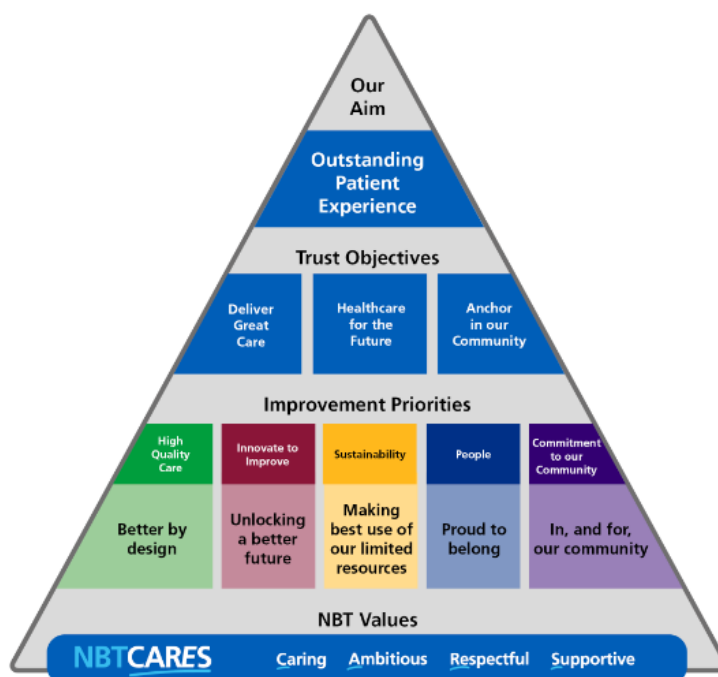 Our
Aim
Outstanding
Patient
Experience
Trust Objectives
Deliver
Great
Care
Healthcare
for the
Future
Anchor
in our
Community
Improvement Priorities
High
Quality
Care
Innovate to
Improve
Sustainability
People
Commitment
to our
Community
Better by
design
Unlocking
a better
future
Making
best use of
our limited
resources
Proud to
belong
In, and for,
our community
NBT Values
NBTCARES Caring Ambitious Respectful Supportive